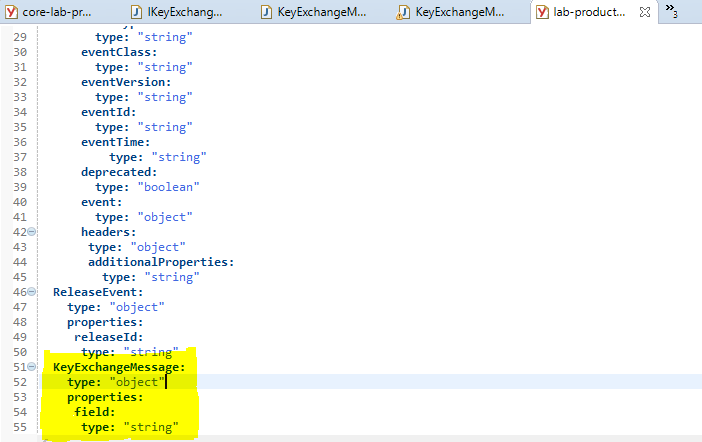 core-lab-pr... IKeyExchang... KeyExchangeM... KeyExchangeM... lab-product... »3
29 type: "string"
30 eventClass:
31 type: "string"
32 eventVersion:
33 type: "string"
34 eventId:
35 type: "string"
36 eventTime:
37 type: "string"
38 deprecated:
39 type: "boolean"
40 event:
41 type: "object"
42 headers:
43 type: "object"
44 additionalProperties:
45 type: "string"
46 ReleaseEvent:
47 type: "object"
48 properties:
49 releaseId:
50 type: "string"
51 KeyExchangeMessage:
52 type: "object"
53 properties:
54 field:
55 type: "string"